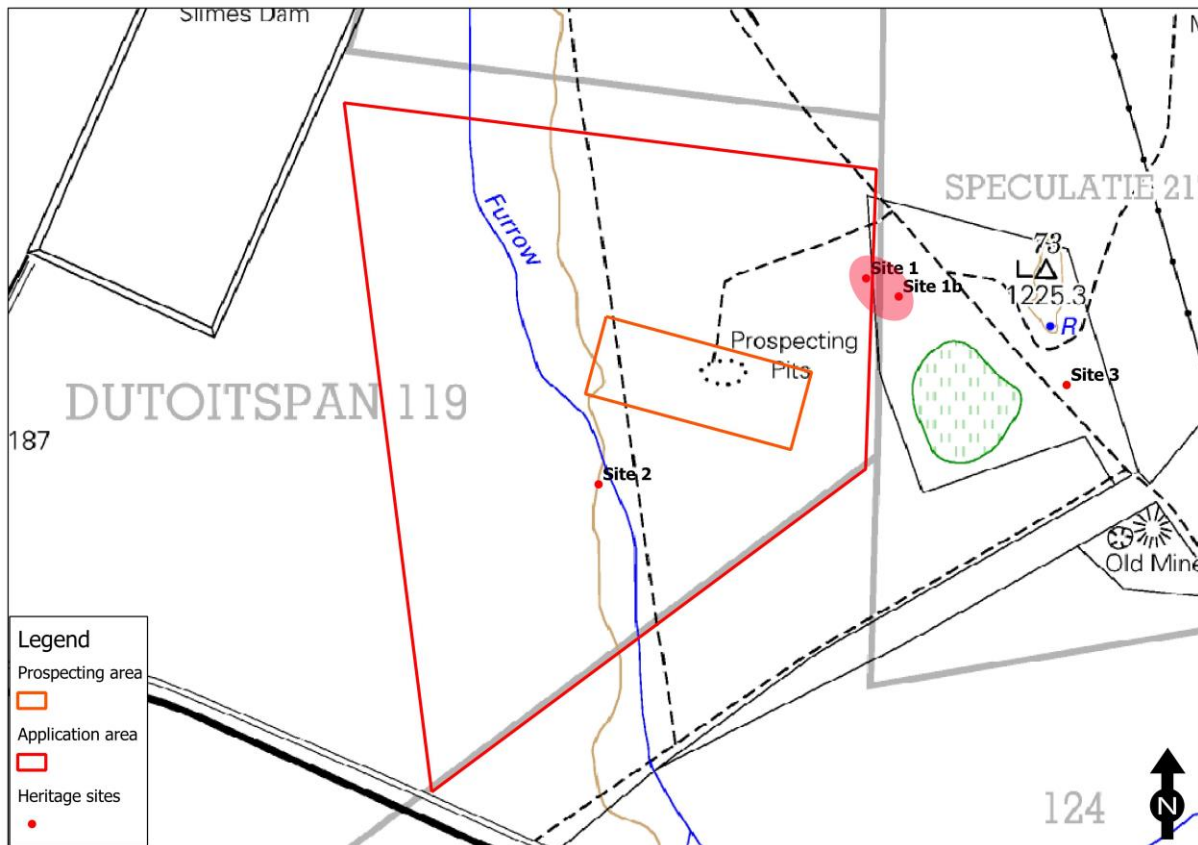 Slimes Dam
SPECULATIE 21
Furrow
73
Site 1
Site 1b
1225.3
R
Prospecting
Pits
Site 3
DUTOITSPAN 119
187
Site 2
Old Mine
Legend
Prospecting area
Application area
Heritage sites
124
N